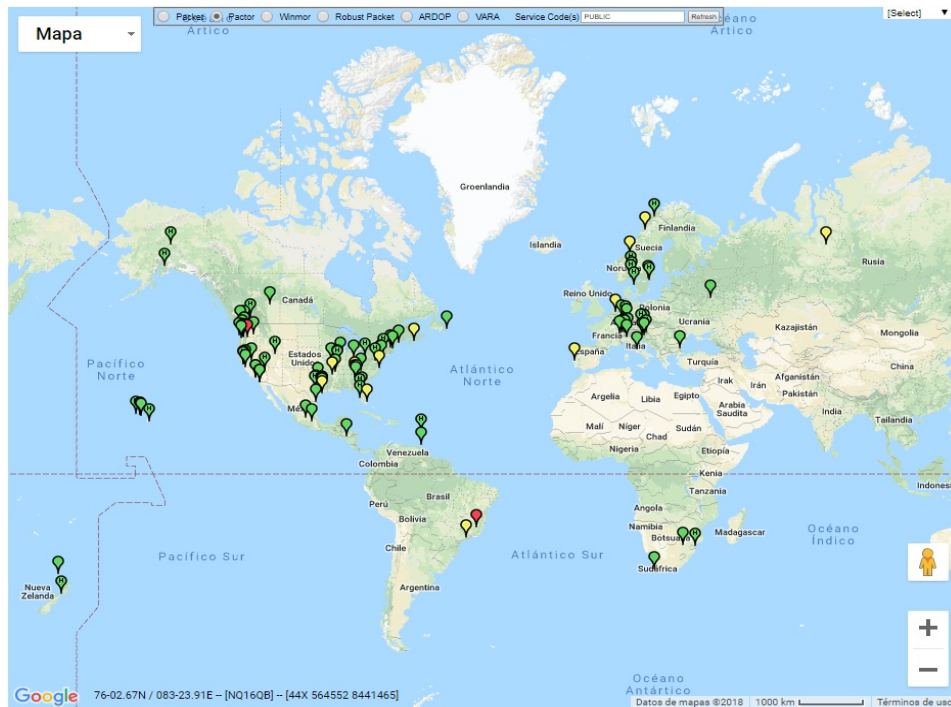 Packet Pactor Winmor Robust Packet ARDOP VARA Service Code(s) PUBLIC Refresh
[Select]
Mapa
Océano
Ártico
Océano
Ártico
Groenlandia
Islandia
Finlandia
Suecia
Noruega
Rusia
Canadá
Reino Unido
Polonia
Ucrania
Francia
Kazajistán
Mongolia
Italia
España
Estados
Unidos
Turquía
Pacífico
Norte
Atlántico
Norte
China
Irak
Irán
Afganistán
Pakistán
Argelia
Libia
Egipto
Arabia
Saudita
India
México
Malí
Níger
Chad
Sudán
Tailandia
Nigeria
Etiopía
Venezuela
Colombia
Kenia
Indones
Tanzania
Brasil
Perú
Angola
Bolivia
Namibia
Botsuana
Madagascar
Océano
Índico
Chile
Pacífico Sur
Atlántico Sur
Sudáfrica
Nueva
Zelanda
Argentina
Océano
Antártico
Google
76-02.67N / 083-23.91E -- [NQ16QB] -- [44X 564552 8441465]
Datos de mapas ©2018 1000 km Términos de uso